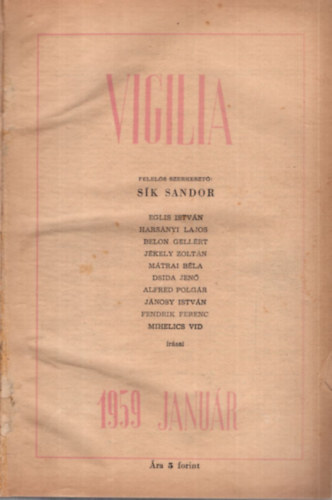 VIGILIA
FELELŐS SZERKESZTŐ:
SÍK SÁNDOR
EGLIS ISTVÁN
HARSÁNYI LAJOS
BELON GELLÉRT
JÉKELY ZOLTÁN
MÁTRAI BÉLA
DSIDA JENŐ
ALFRED POLGAR
JÁNOSY ISTVÁN
FENDRIK FERENC
MIHELICS VID
írásai
1959 JANUÁR
Ára 5 forint